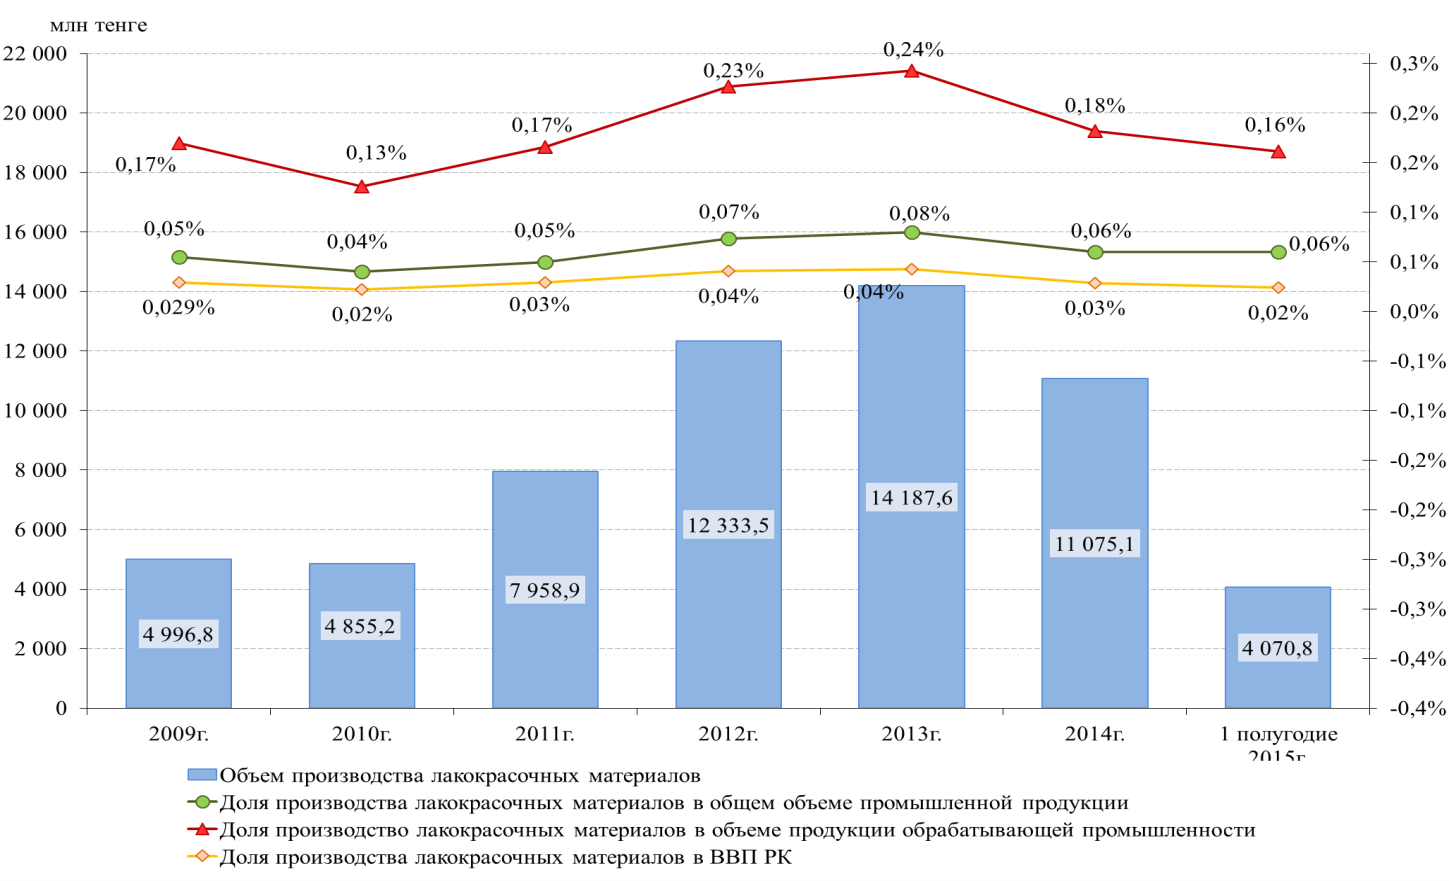 млн тенге
22 000
20 000
18 000
16 000
14 000
12 000
10 000
8 000
6 000
4 000
2 000
0
0,3%
0,2%
0,2%
0,1%
0,1%
0,0%
-0,1%
-0,1%
-0,2%
-0,2%
-0,3%
-0,3%
-0,4%
-0,4%
0,17% 0,13% 0,17% 0,23% 0,24% 0,18% 0,16%
0,05% 0,04% 0,05% 0,07% 0,08% 0,06% 0,06%
0,029% 0,02% 0,03% 0,04% 0,04% 0,03% 0,02%
4 996,8 4 855,2 7 958,9 12 333,5 14 187,6 11 075,1 4 070,8
2009г. 2010г. 2011г. 2012г. 2013г. 2014г. 1 полугодие
2015г
Объем производства лакокрасочных материалов
Доля производства лакокрасочных материалов в общем объеме промышленной продукции
Доля производство лакокрасочных материалов в объеме продукции обрабатывающей промышленности
Доля производства лакокрасочных материалов в ВВП РК